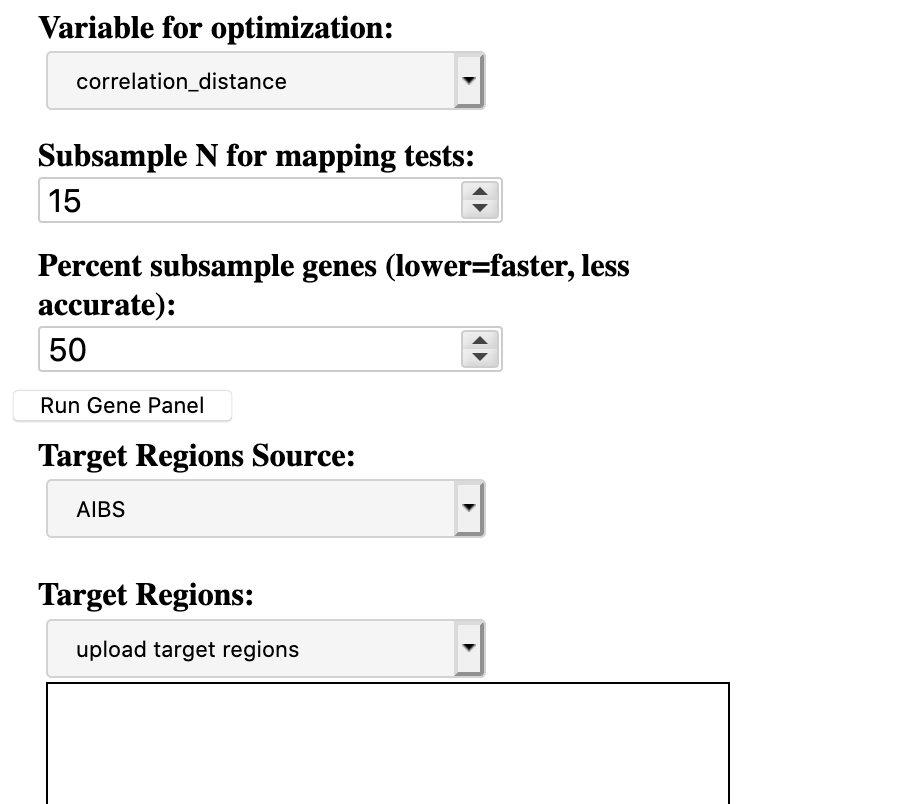 Variable for optimization:
correlation_distance
Subsample N for mapping tests:
15
Percent subsample genes (lower=faster, less
accurate):
50
Run Gene Panel
Target Regions Source:
AIBS
Target Regions:
upload target regions